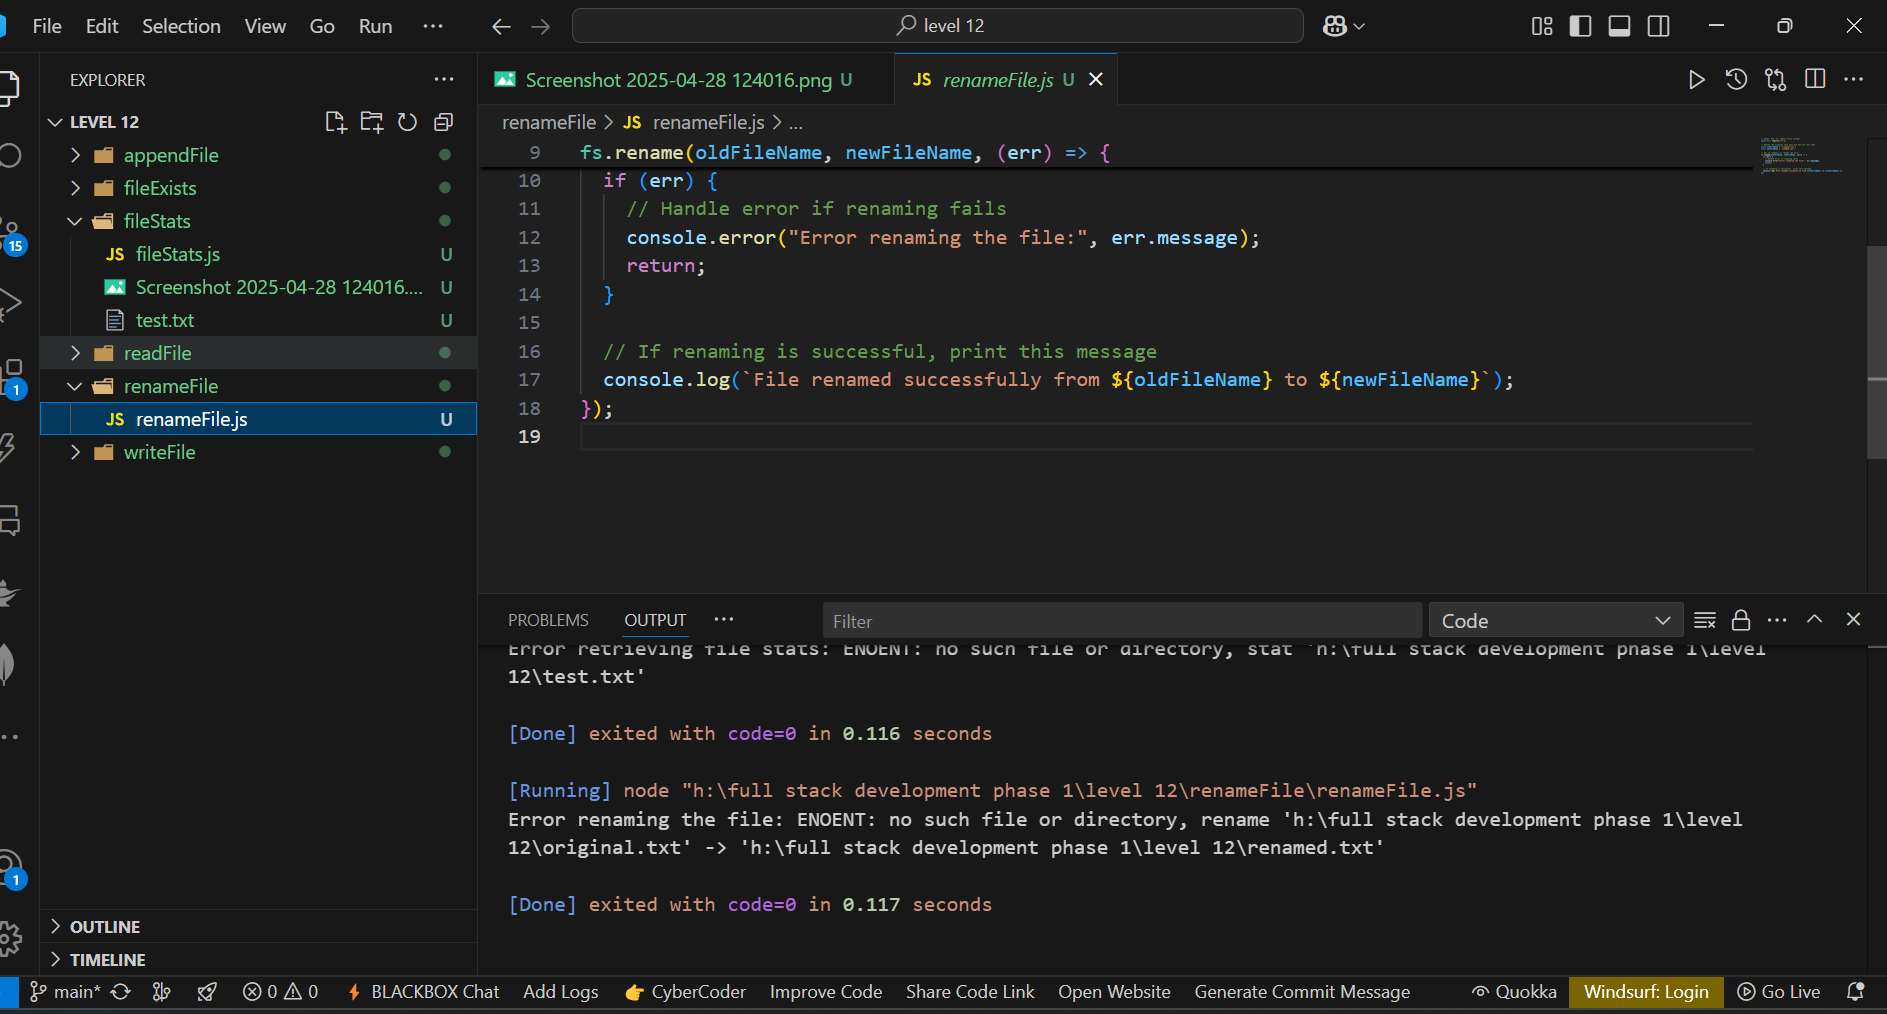 File Edit Selection View Go Run ...
level 12
EXPLORER
LEVEL 12
appendFile
fileExists
fileStats
fileStats.js U
Screenshot 2025-04-28 124016.... U
test.txt U
readFile
renameFile
renameFile.js U
writeFile
OUTLINE
TIMELINE
15
1
1
Screenshot 2025-04-28 124016.png U
JS renameFile.js U
renameFile > JS renameFile.js > ...
9 fs.rename(oldFileName, newFileName, (err) => {
10 if (err) {
11 // Handle error if renaming fails
12 console.error("Error renaming the file:", err.message);
13 return;
14 }
15
16 // If renaming is successful, print this message
17 console.log(`File renamed successfully from ${oldFileName} to ${newFileName}`);
18 });
19
PROBLEMS OUTPUT ... Filter Code
Error retrieving file stats: ENOENT: no such file or directory, stat 'h:\full stack development phase 1\level
12\test.txt'
[Done] exited with code=0 in 0.116 seconds
[Running] node "h:\full stack development phase 1\level 12\renameFile\renameFile.js"
Error renaming the file: ENOENT: no such file or directory, rename 'h:\full stack development phase 1\level
12\original.txt' -> 'h:\full stack development phase 1\level 12\renamed.txt'
[Done] exited with code=0 in 0.117 seconds
main* 0 0 BLACKBOX Chat Add Logs CyberCoder Improve Code Share Code Link Open Website Generate Commit Message Quokka Windsurf: Login Go Live